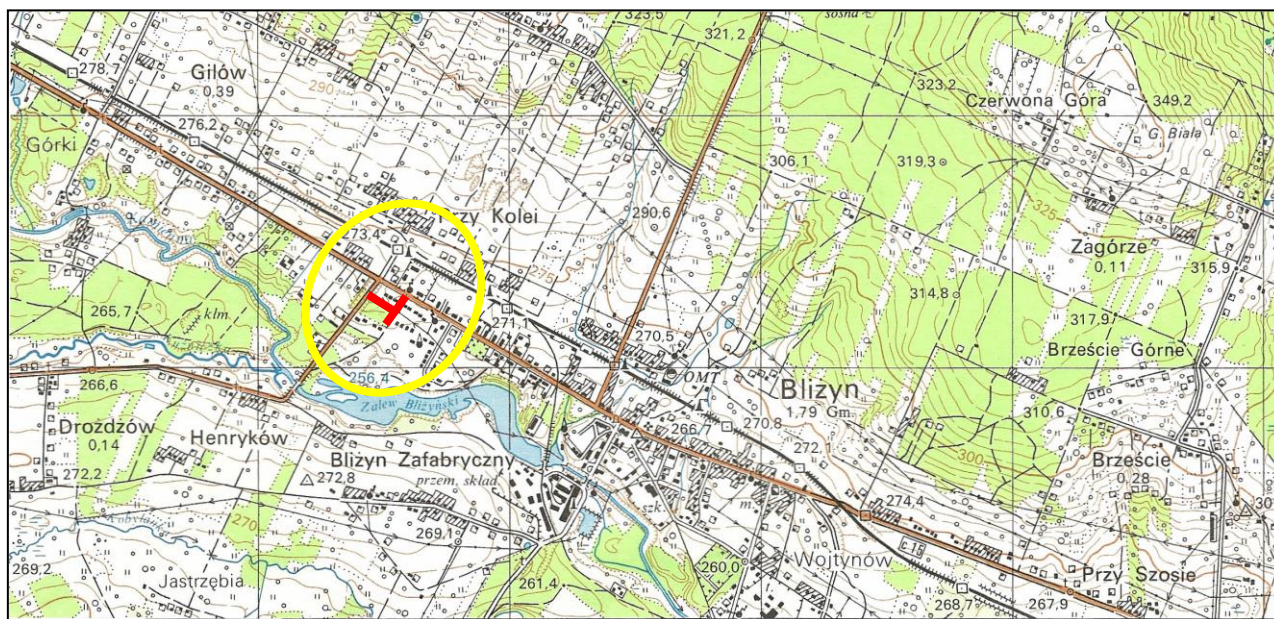 323,5
sosna
321,2
278,7
Gilów
0,39
290
323,2
Czerwona Góra
349,2
G. Biała
276,2
Górki
306,1
319,3
Kamienna
zy Kolei
290,6
325
73,4
275
Zagórze
0,11
315,9
265,7
klm.
314,8
317,9
271,1
270,5
Brzeście Górne
266,6
256,4
Zalew Bliżyński
OMT
Bliżyn
1,79 Gm.
Drożdżów
0,14
Henryków
266,7
270,8
310,6
272,1
300
Brzeście
0,28
272,2
Bliżyn Zafabryczny
przem. skład.
272,8
274,4
30
270
szk.
m.
269,1
C 15
269,2
Jastrzębia
261,4
260,0
Wojtynów
Przy Szosie
268,7
267,9